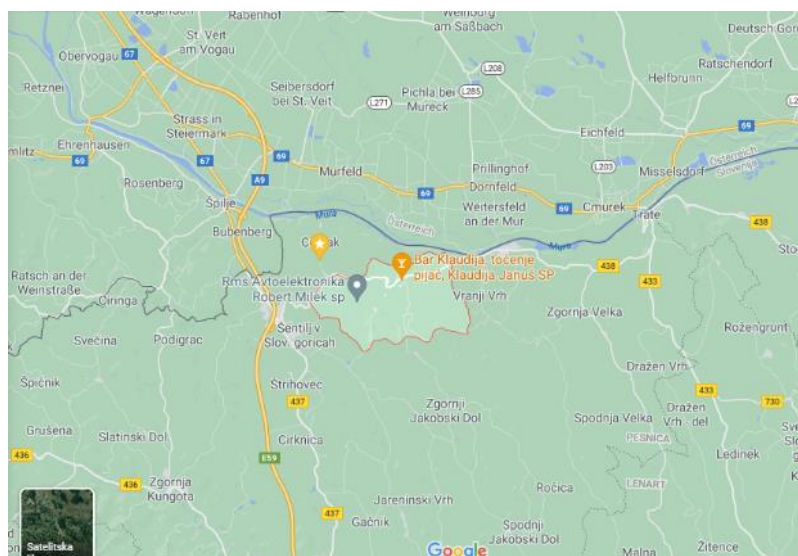 Wagendorf
Rabenhof
Weinburg
am Saßbach
Deutsch Gori
St. Veit
am Vogau
67
Obervogau
L208
Ratschendorf
Retznei
Seibersdorf
bei St. Veit
Pichla bei
Mureck
L271
L285
Helfbrunn
Strass in
Steiermark
69
Eichfeld
Ehrenhausen
69
67
69
Murfeld
Prillinghof
L203
Misselsdorf
Österreich
Slovenija
Rosenberg
A9
69
Dornfeld
Špilje
Weitersfeld
an der Mur
69
Cmurek
Trate
Mura
Österreich
438
Bubenberg
Mura
Bar Klaudija, točenje
pijač, Klaudija Januš SP
438
Ratsch an der
Weinstraße
Rms Avtoelektronika
Robert Milek sp
Vranji Vrh
433
Ciringa
Zgornja Velka
Šentilj v
Slov. goricah
Rožengrunt
Svečina
Podigrac
Dražen Vrh
Špičnik
Štrihovec
437
Zgornji
Jakobski Dol
433
730
Dražen
Vrh - del
Grušena
Slatinski Dol
Spodnja Velka
Cirknica
PESNICA
436
E59
Ledinek
436
Zgornja
Kungota
Ročica
LENART
Jareninski Vrh
437
Gačnik
Spodnji
Jakobski Dol
Satelitska
Google
Malna
Žitence